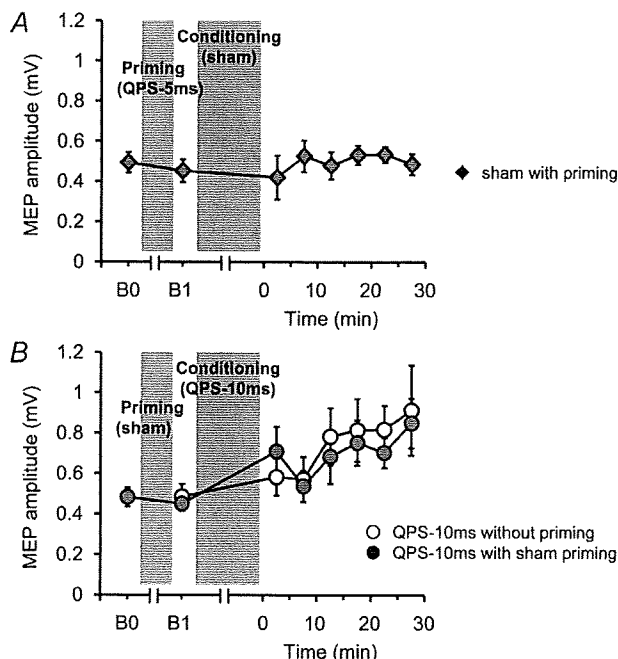 A
MEP amplitude (mV)
1.2
1
0.8
0.6
0.4
0.2
0
Priming
(QPS-5ms)
Conditioning
(sham)
sham with priming
B0
B1
0
10
20
30
Time (min)
B
MEP amplitude (mV)
1.2
1
0.8
0.6
0.4
0.2
0
Priming
(sham)
Conditioning
(QPS-10ms)
QPS-10ms without priming
QPS-10ms with sham priming
B0
B1
0
10
20
30
Time (min)